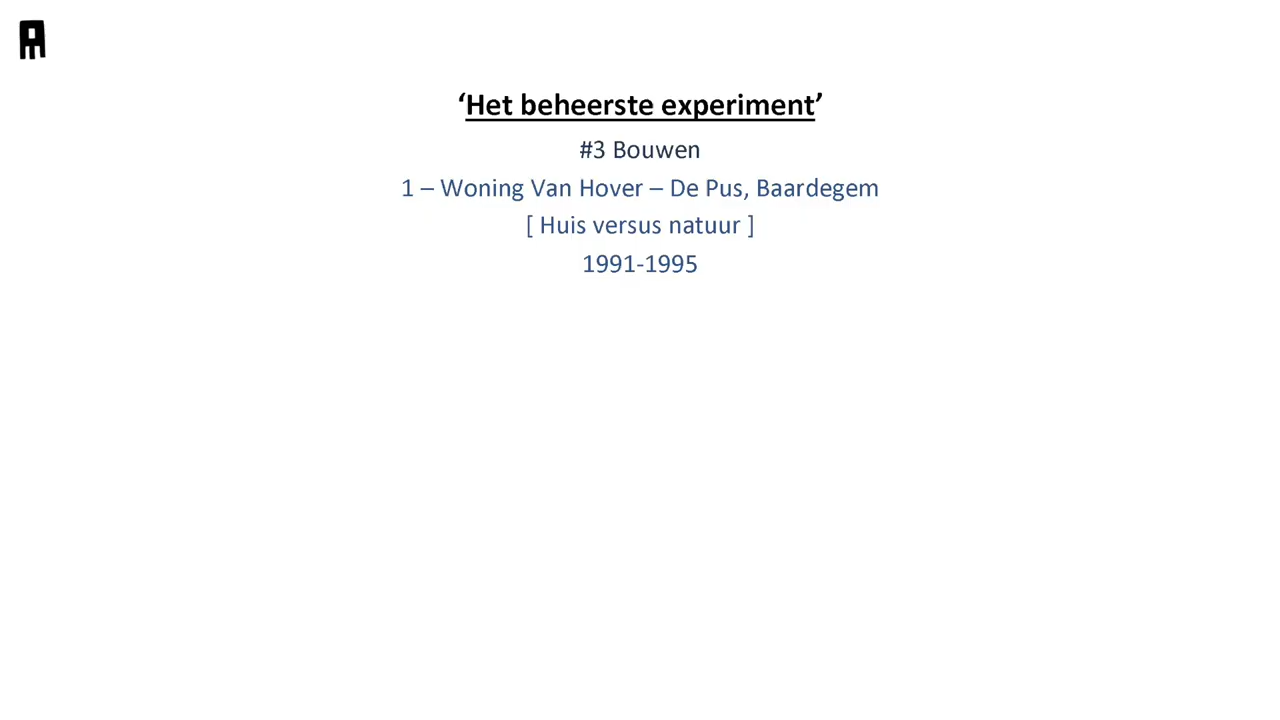 ‘Het beheerste experiment’
#3 Bouwen
1 – Woning Van Hover – De Pus, Baardegem
[ Huis versus natuur ]
1991-1995